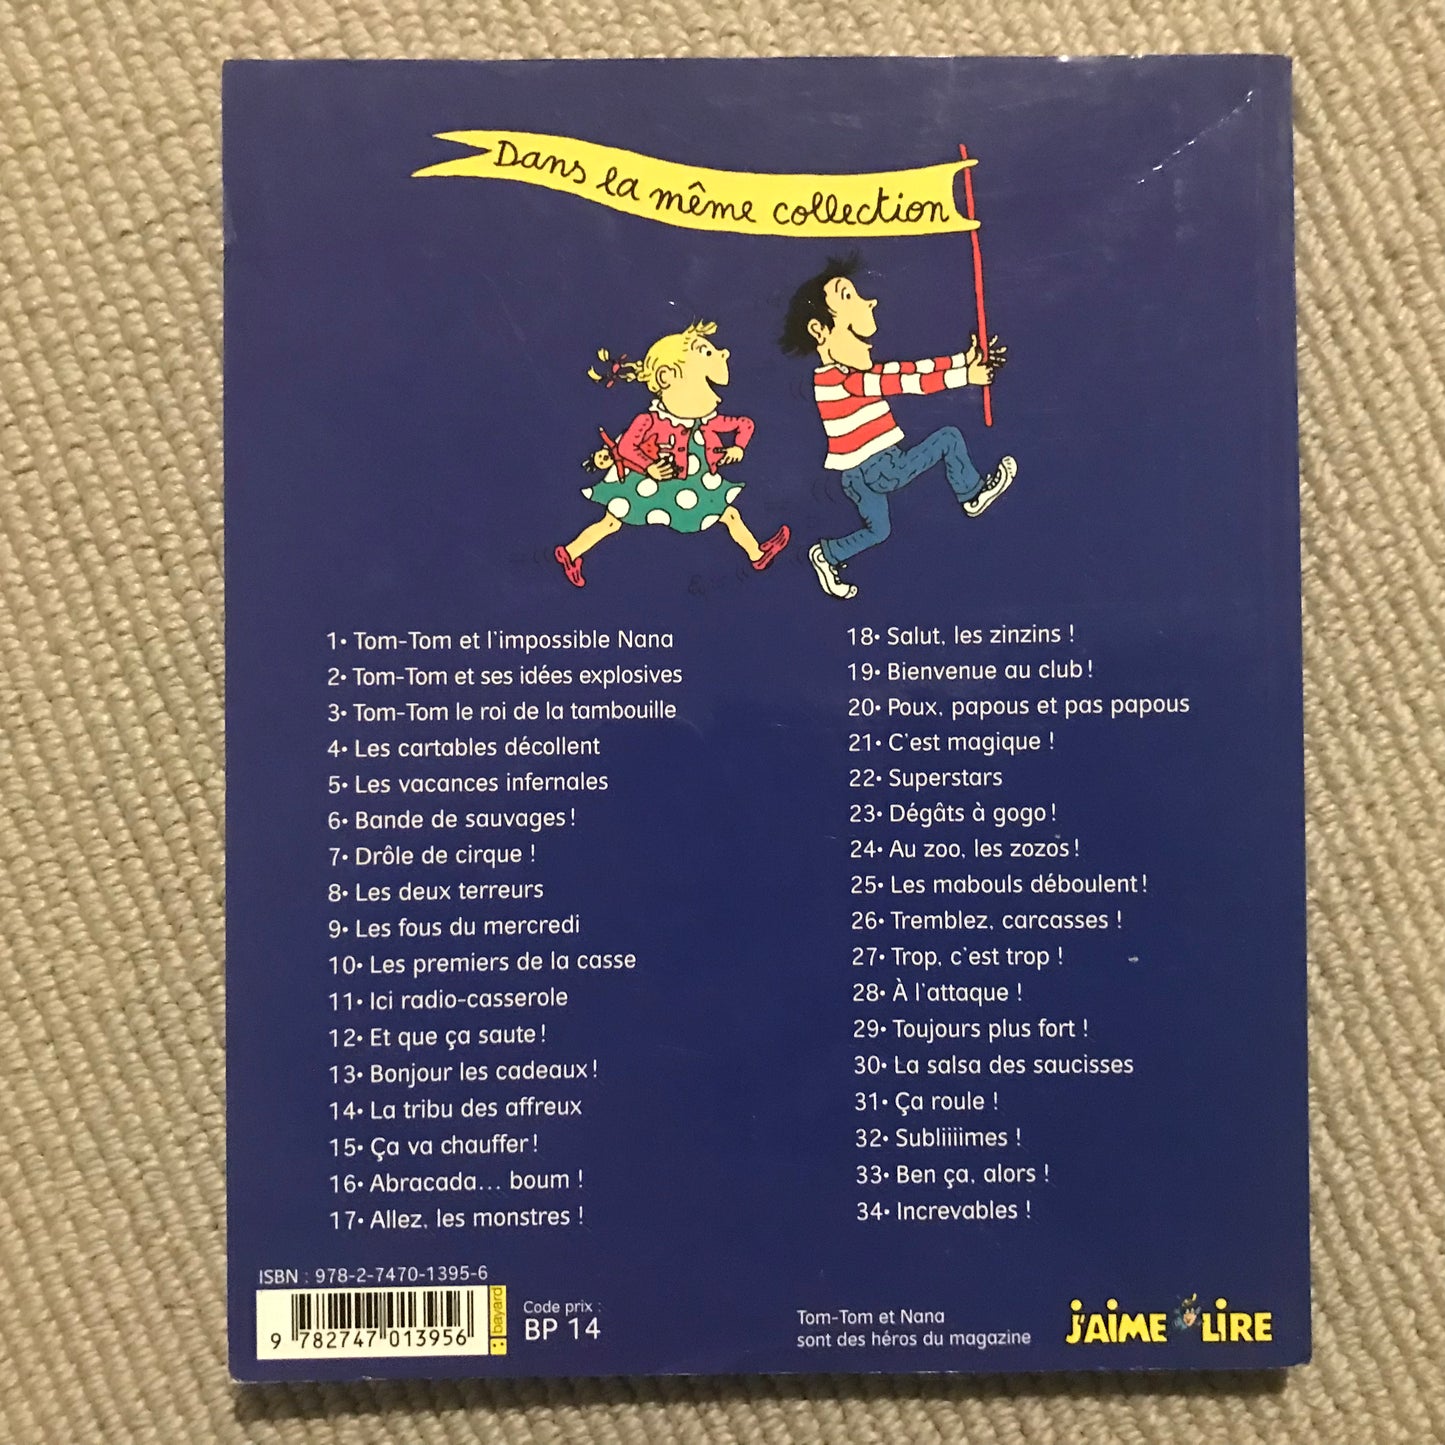 Dans la même collection
1• Tom-Tom et l'impossible Nana
2• Tom-Tom et ses idées explosives
3• Tom-Tom le roi de la tambouille
4• Les cartables décollent
5• Les vacances infernales
6• Bande de sauvages !
7• Drôle de cirque !
8• Les deux terreurs
9• Les fous du mercredi
10• Les premiers de la casse
11• Ici radio-casserole
12• Et que ça saute !
13• Bonjour les cadeaux !
14• La tribu des affreux
15• Ça va chauffer !
16• Abracada... boum !
17• Allez, les monstres !
18• Salut, les zinzins !
19• Bienvenue au club !
20• Poux, papous et pas papous
21• C'est magique !
22• Superstars
23• Dégâts à gogo !
24• Au zoo, les zozos !
25• Les mabouls déboulent !
26• Tremblez, carcasses !
27• Trop, c'est trop !
28• À l'attaque !
29• Toujours plus fort !
30• La salsa des saucisses
31• Ça roule !
32• Subliiiimes !
33• Ben ça, alors !
34• Increvables !
ISBN : 978-2-7470-1395-6
9 782747 013956
bayard
Code prix :
BP 14
Tom-Tom et Nana
sont des héros du magazine
J'AIME LIRE